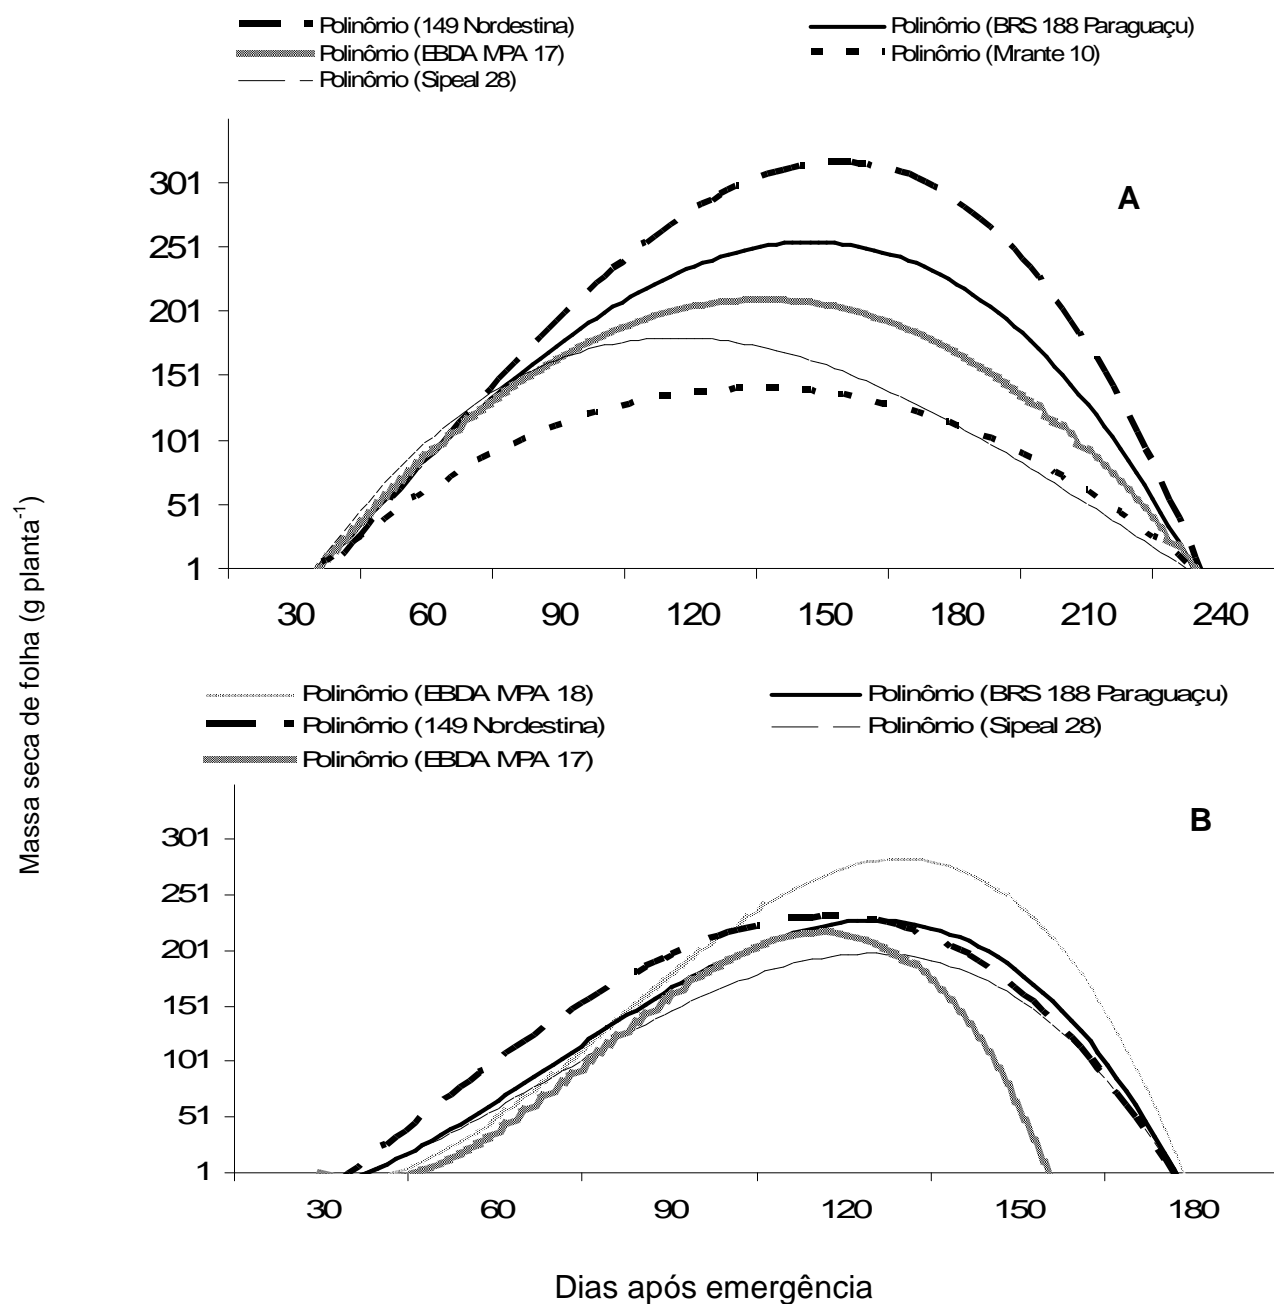 Polinômio (149 Nordestina) Polinômio (BRS 188 Paraguaçu)
Polinômio (EBDA MPA 17) Polinômio (Mirante 10)
Polinômio (Sipeal 28)
A
301
251
201
151
101
51
1
30 60 90 120 150 180 210 240
Massa seca de folha (g planta⁻¹)
Polinômio (EBDA MPA 18) Polinômio (BRS 188 Paraguaçu)
Polinômio (149 Nordestina) Polinômio (Sipeal 28)
Polinômio (EBDA MPA 17)
B
301
251
201
151
101
51
1
30 60 90 120 150 180
Dias após emergência